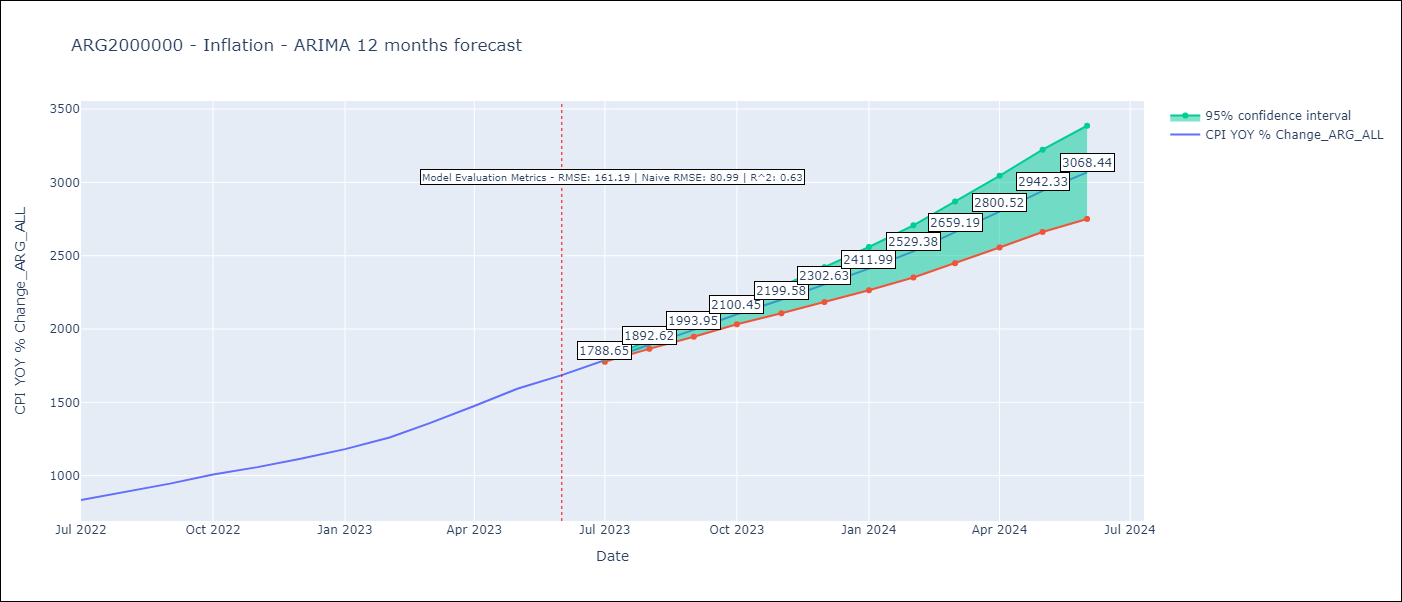 ARG2000000 - Inflation - ARIMA 12 months forecast
95% confidence interval
CPI YOY % Change_ARG_ALL
CPI YOY % Change_ARG_ALL
3500
3000
2500
2000
1500
1000
Model Evaluation Metrics - RMSE: 161.19 | Naive RMSE: 80.99 | R^2: 0.63
1788.65
1892.62
1993.95
2100.45
2199.58
2302.63
2411.99
2529.38
2659.19
2800.52
2942.33
3068.44
Jul 2022
Oct 2022
Jan 2023
Apr 2023
Jul 2023
Oct 2023
Jan 2024
Apr 2024
Jul 2024
Date